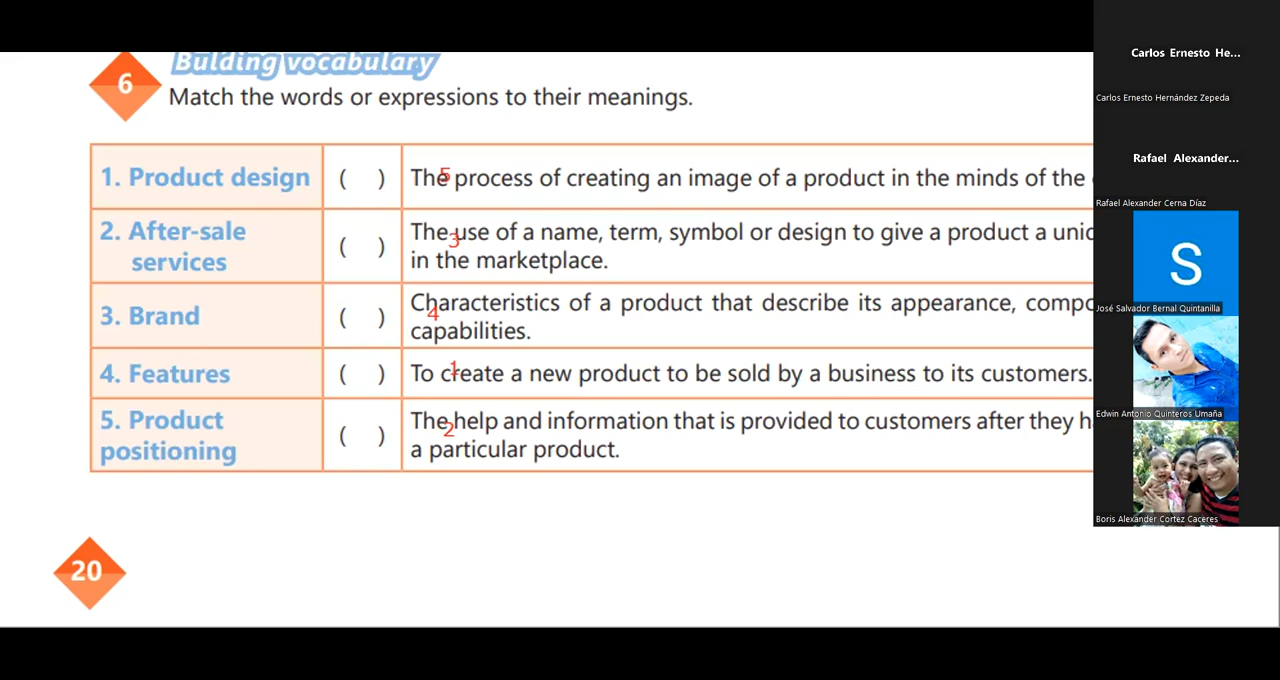 Bulding vocabulary
6
Match the words or expressions to their meanings.
1. Product design ( ) The process of creating an image of a product in the minds of the
5
2. After-sale services ( ) The use of a name, term, symbol or design to give a product a
in the marketplace.
3
3. Brand ( ) Characteristics of a product that describe its appearance,
capabilities.
4
4. Features ( ) To create a new product to be sold by a business to its customers.
1
5. Product positioning ( ) The help and information that is provided to customers after they
a particular product.
2
20
Carlos Ernesto He...
Carlos Ernesto Hernández Zepeda
Rafael Alexander...
Rafael Alexander Cerna Díaz
S
José Salvador Bernal Quintanilla
Edwin Antonio Quinteros Umaña
Boris Alexander Cortez Caceres